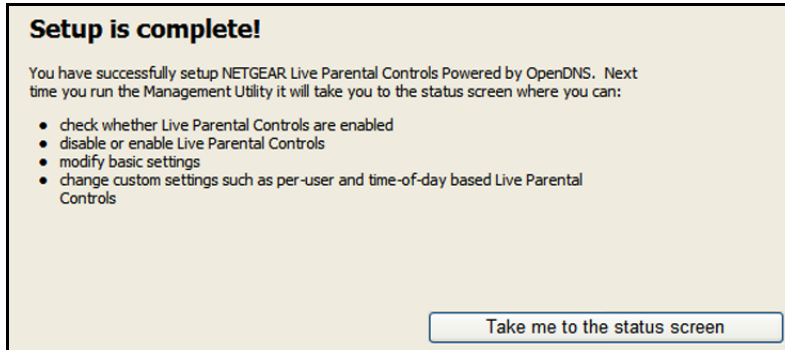 Setup is complete!
You have successfully setup NETGEAR Live Parental Controls Powered by OpenDNS. Next
time you run the Management Utility it will take you to the status screen where you can:
● check whether Live Parental Controls are enabled
● disable or enable Live Parental Controls
● modify basic settings
● change custom settings such as per-user and time-of-day based Live Parental
Controls
Take me to the status screen